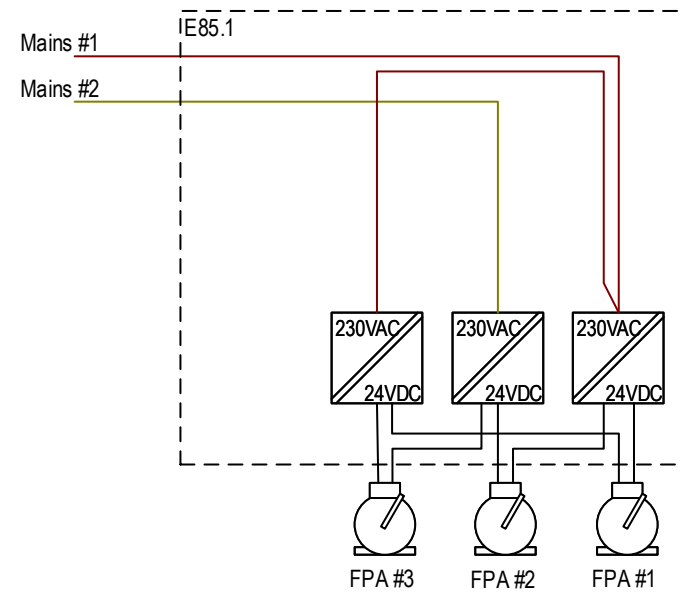 E85.1
Mains #1
Mains #2
230VAC 230VAC 230VAC
24VDC 24VDC 24VDC
FPA #3 FPA #2 FPA #1